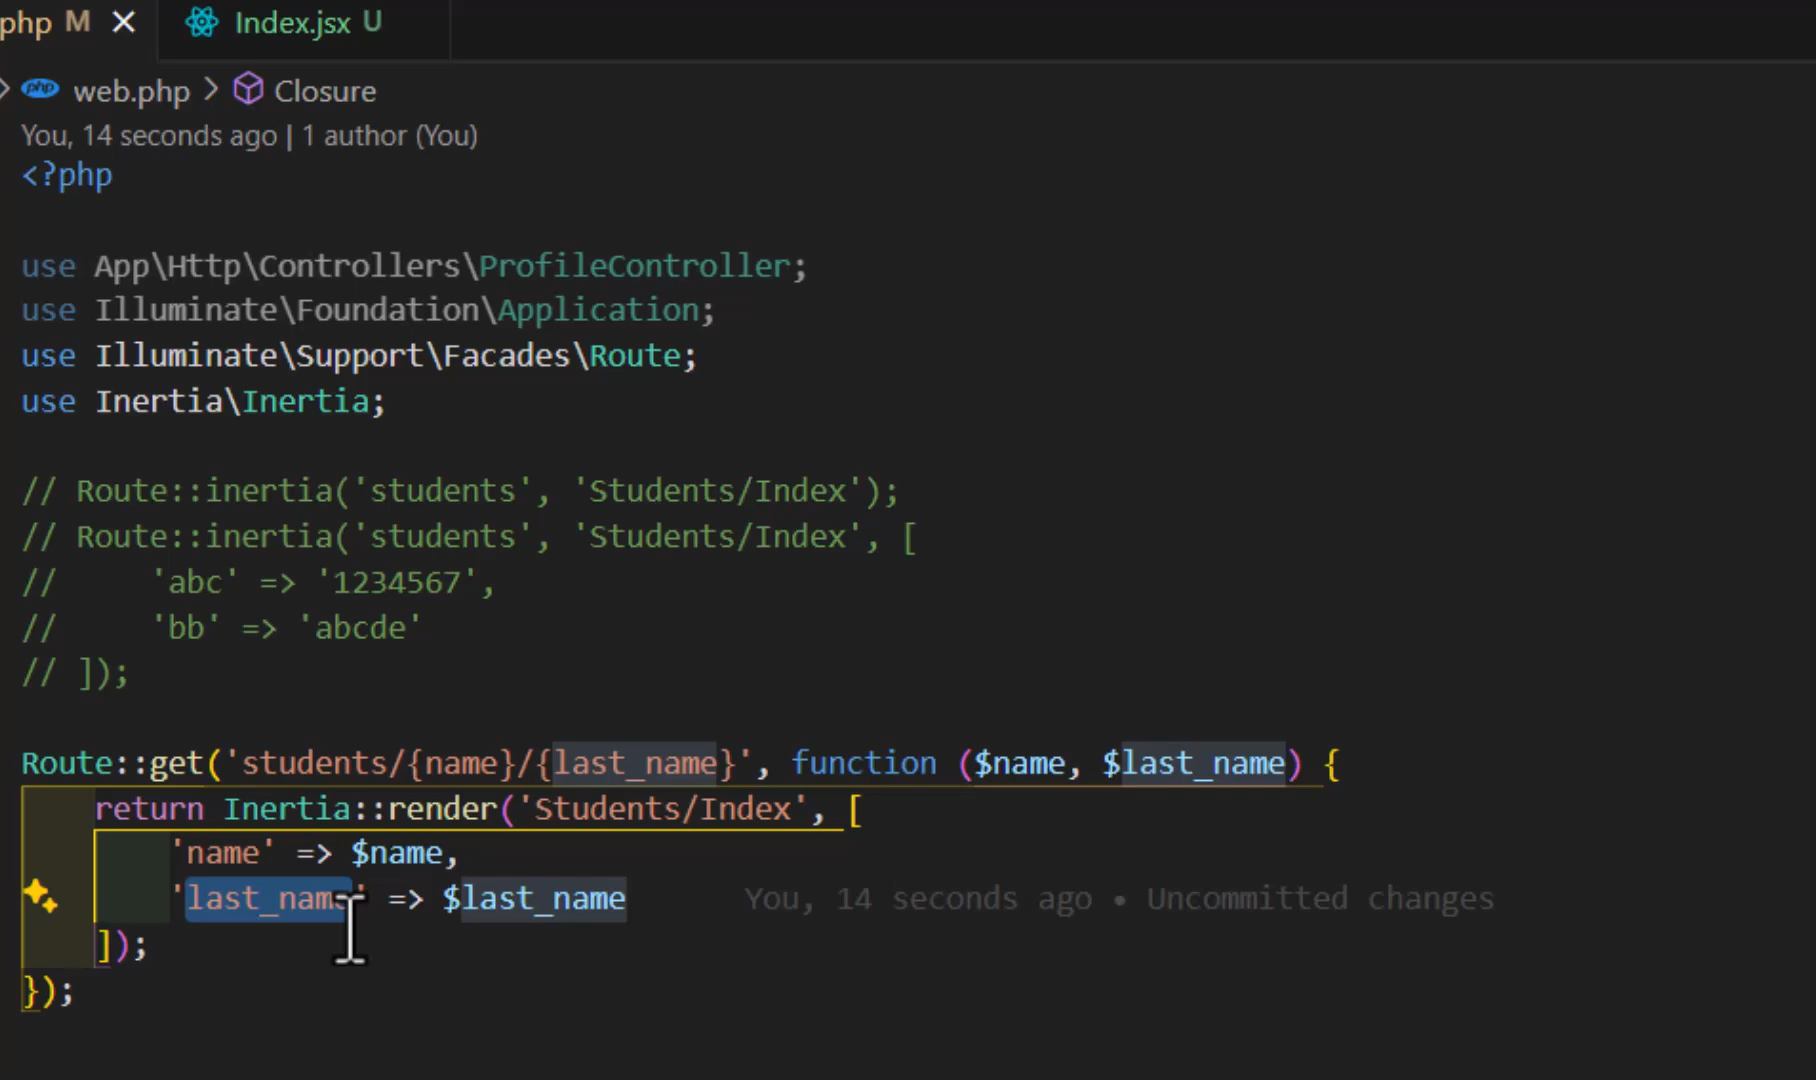 php M Index.jsx U
php web.php > Closure
You, 14 seconds ago | 1 author (You)
<?php
use App\Http\Controllers\ProfileController;
use Illuminate\Foundation\Application;
use Illuminate\Support\Facades\Route;
use Inertia\Inertia;
// Route::inertia('students', 'Students/Index');
// Route::inertia('students', 'Students/Index', [
//      'abc' => '1234567',
//      'bb' => 'abcde'
// ]);
Route::get('students/{name}/{last_name}', function ($name, $last_name) {
    return Inertia::render('Students/Index', [
        'name' => $name,
        'last_name' => $last_name You, 14 seconds ago • Uncommitted changes
    ]);
});